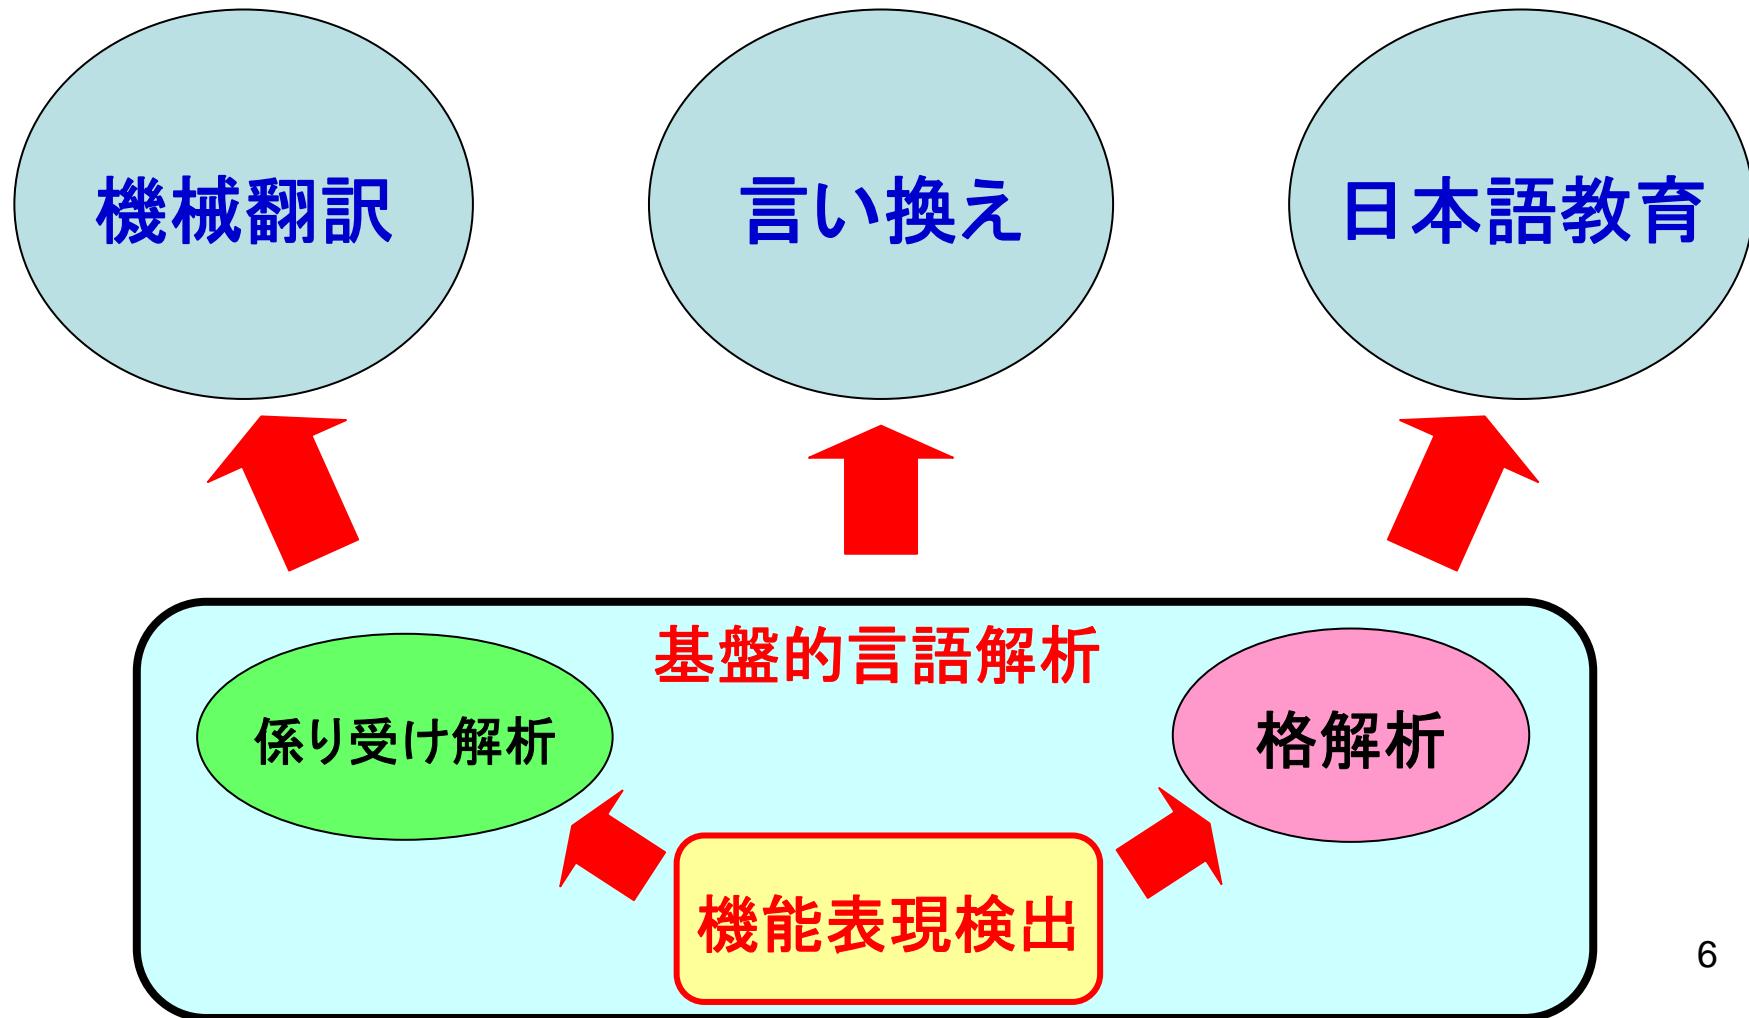 機械翻訳
言い換え
日本語教育
基盤的言語解析
係り受け解析
格解析
機能表現検出
6